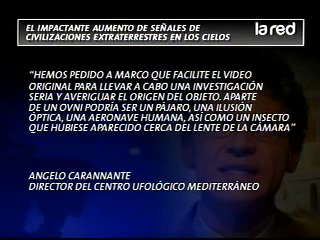 EL IMPACTANTE AUMENTO DE SEÑALES DE
CIVILIZACIONES EXTRATERRESTRES EN LOS CIELOS
la red
"HEMOS PEDIDO A MARCO QUE FACILITE EL VIDEO
ORIGINAL PARA LLEVAR A CABO UNA INVESTIGACIÓN
SERIA Y AVERIGUAR EL ORIGEN DEL OBJETO. APARTE
DE UN OVNI PODRÍA SER UN PÁJARO, UNA ILUSIÓN
ÓPTICA, UNA AERONAVE HUMANA, ASÍ COMO UN INSECTO
QUE HUBIESE APARECIDO CERCA DEL LENTE DE LA CÁMARA"
ANGELO CARANNANTE
DIRECTOR DEL CENTRO UFOLÓGICO MEDITERRÁNEO